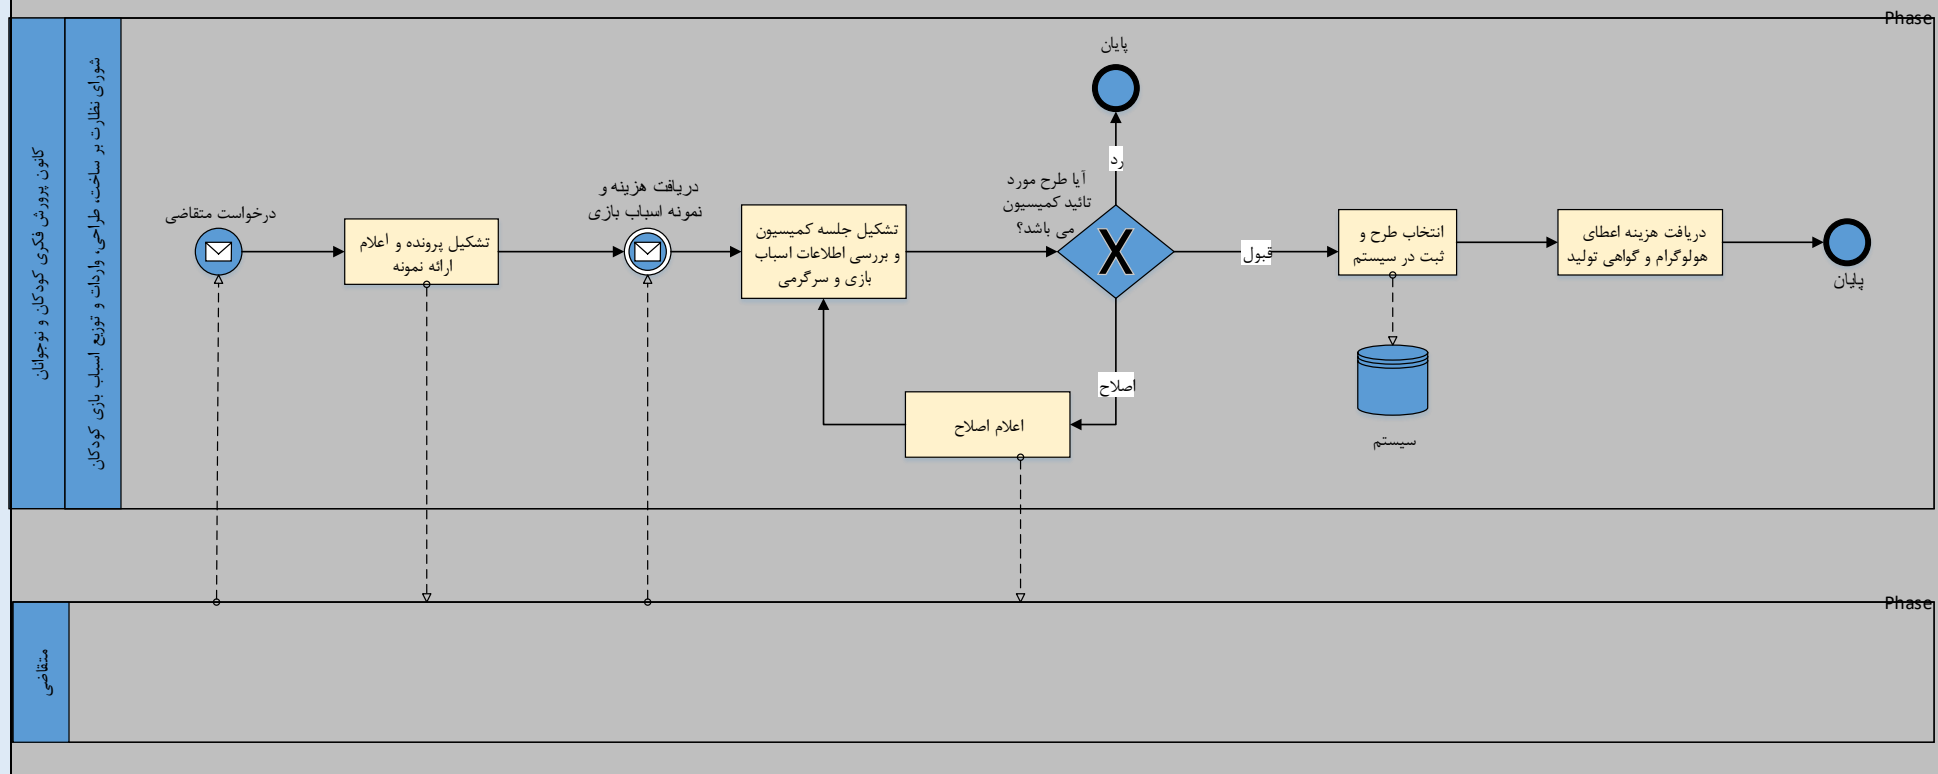 Phase
کانون پرورش فکری کودکان و نوجوانان
شورای نظارت بر ساخت، طراحی، واردات و توزیع اسباب بازی کودکان
درخواست متقاضی
تشکیل پرونده و اعلام
ارائه نمونه
دریافت هزینه و
نمونه اسباب بازی
تشکیل جلسه کمیسیون
و بررسی اطلاعات اسباب
بازی و سرگرمی
آیا طرح مورد
تائید کمیسیون
می باشد؟
رد
پایان
اصلاح
اعلام اصلاح
قبول
انتخاب طرح و
ثبت در سیستم
سیستم
دریافت هزینه اعطای
هولوگرام و گواهی تولید
پایان
Phase
متقاضی